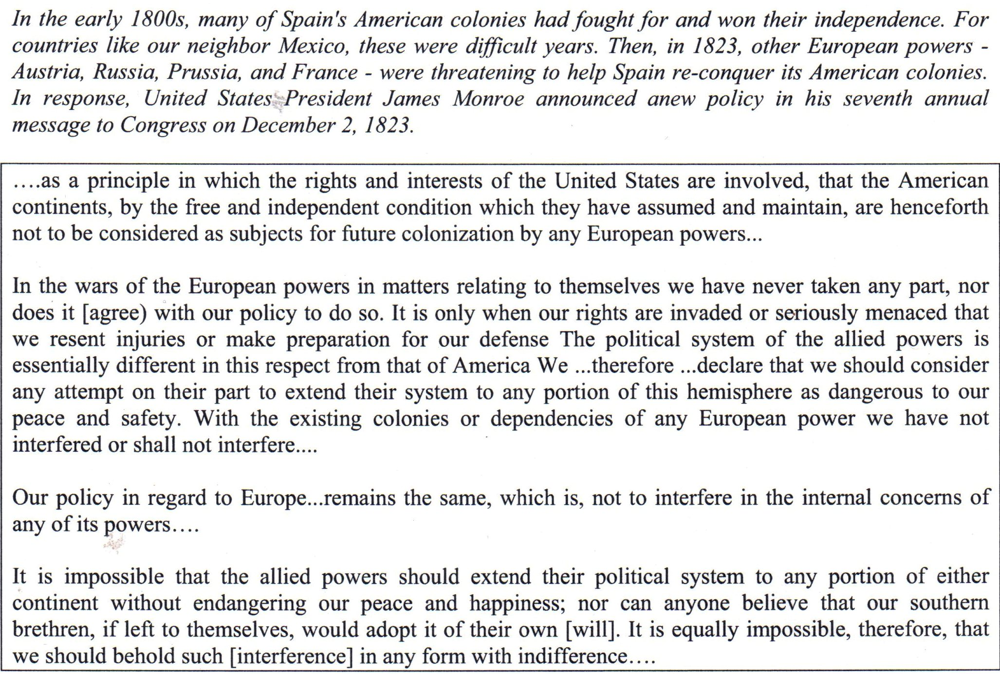 In the early 1800s, many of Spain's American colonies had fought for and won their independence. For
countries like our neighbor Mexico, these were difficult years. Then, in 1823, other European powers -
Austria, Russia, Prussia, and France - were threatening to help Spain re-conquer its American colonies.
In response, United States President James Monroe announced anew policy in his seventh annual
message to Congress on December 2, 1823.
....as a principle in which the rights and interests of the United States are involved, that the American
continents, by the free and independent condition which they have assumed and maintain, are henceforth
not to be considered as subjects for future colonization by any European powers...
In the wars of the European powers in matters relating to themselves we have never taken any part, nor
does it [agree) with our policy to do so. It is only when our rights are invaded or seriously menaced that
we resent injuries or make preparation for our defense The political system of the allied powers is
essentially different in this respect from that of America We ...therefore ...declare that we should consider
any attempt on their part to extend their system to any portion of this hemisphere as dangerous to our
peace and safety. With the existing colonies or dependencies of any European power we have not
interfered or shall not interfere....
Our policy in regard to Europe...remains the same, which is, not to interfere in the internal concerns of
any of its powers....
It is impossible that the allied powers should extend their political system to any portion of either
continent without endangering our peace and happiness; nor can anyone believe that our southern
brethren, if left to themselves, would adopt it of their own [will]. It is equally impossible, therefore, that
we should behold such [interference] in any form with indifference....